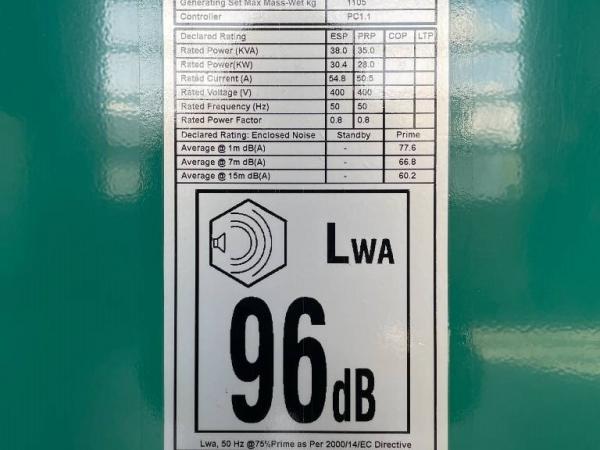 Generating Set Max Mass-Wet kg 1105
Controller PC1.1
Declared Rating ESP PRP COP LTP
Rated Power (KVA) 38.0 35.0
Rated Power(KW) 30.4 28.0
Rated Current (A) 54.8 50.5
Rated Voltage (V) 400 400
Rated Frequency (Hz) 50 50
Rated Power Factor 0.8 0.8
Declared Rating: Enclosed Noise Standby Prime
Average @ 1m dB(A) - 77.6
Average @ 7m dB(A) - 66.8
Average @ 15m dB(A) - 60.2
LWA
96dB
Lwa, 50 Hz @75%Prime as Per 2000/14/EC Directive